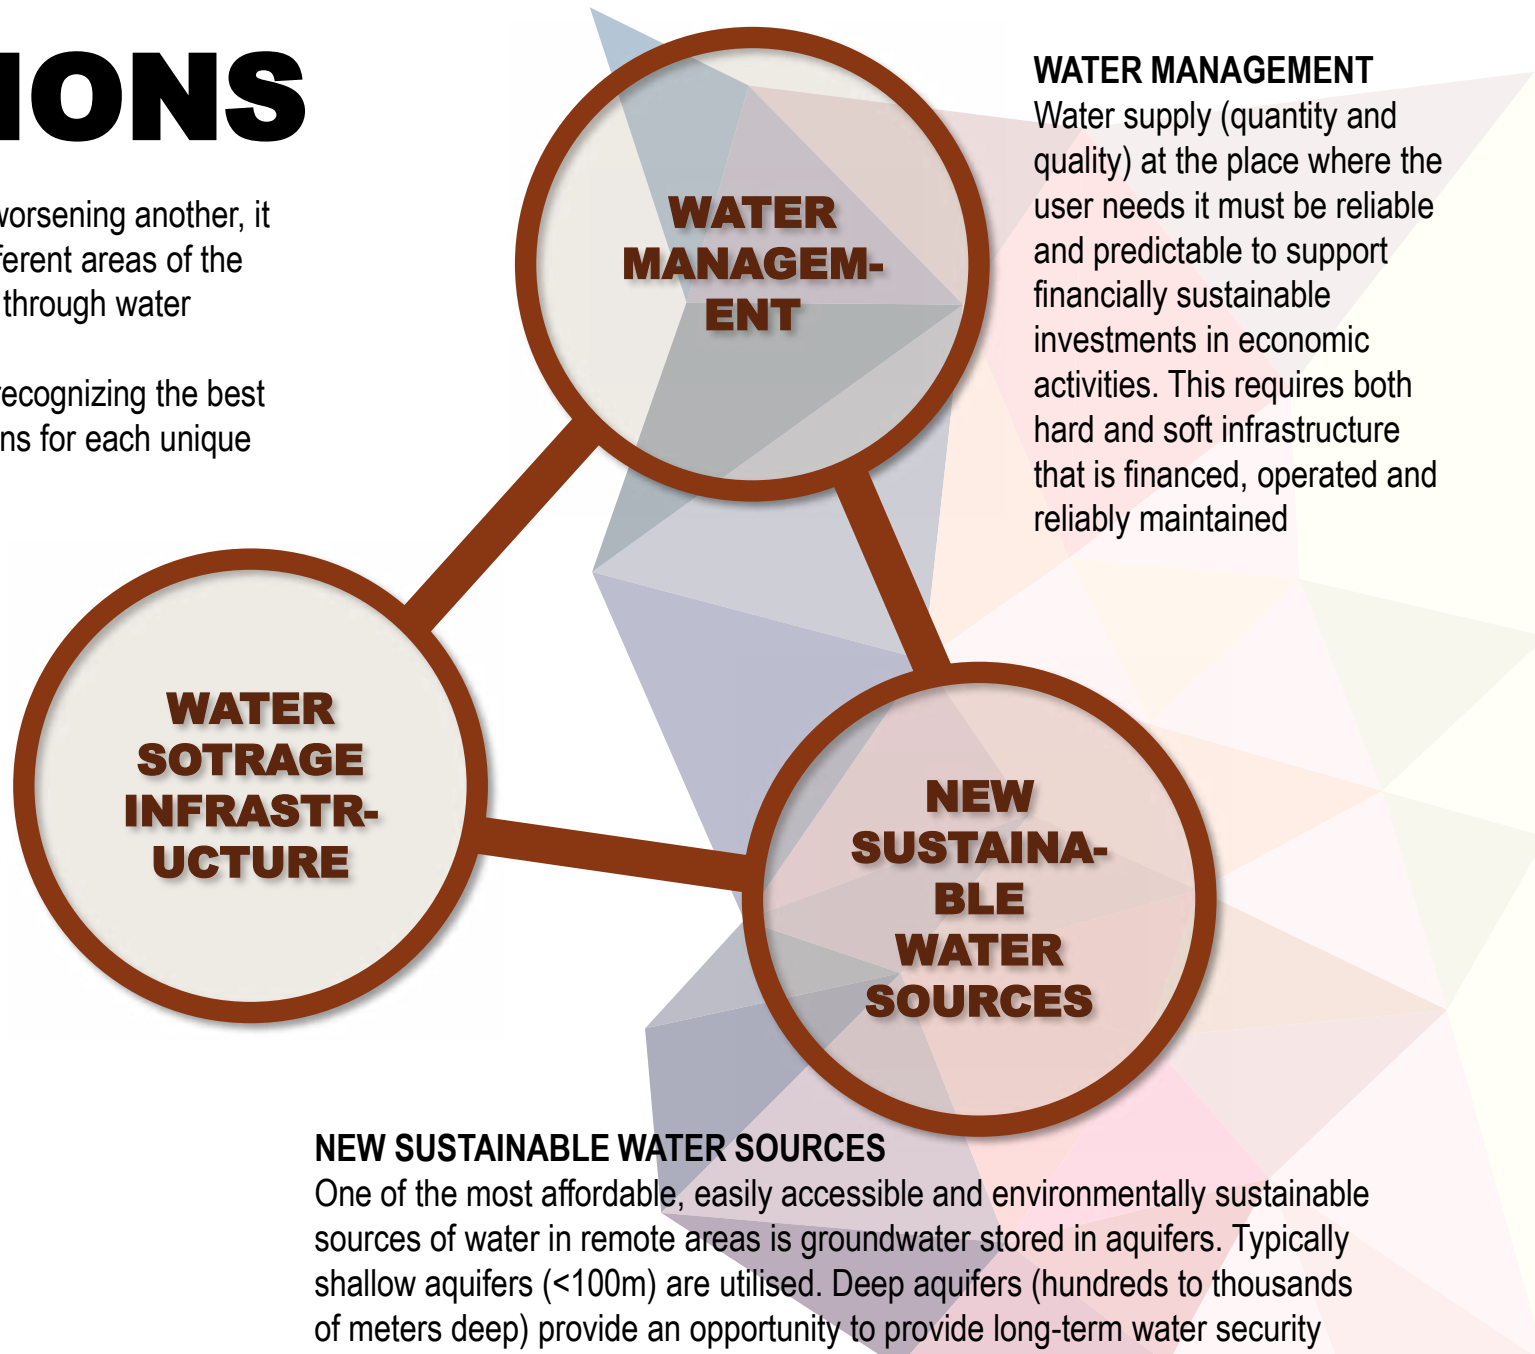 IONS
worsening another, it
ferent areas of the
through water
recognizing the best
ns for each unique
WATER
MANAGEM-
ENT
WATER MANAGEMENT
Water supply (quantity and
quality) at the place where the
user needs it must be reliable
and predictable to support
financially sustainable
investments in economic
activities. This requires both
hard and soft infrastructure
that is financed, operated and
reliably maintained
WATER
SOTRAGE
INFRASTR-
UCTURE
NEW
SUSTAINA-
BLE
WATER
SOURCES
NEW SUSTAINABLE WATER SOURCES
One of the most affordable, easily accessible and environmentally sustainable
sources of water in remote areas is groundwater stored in aquifers. Typically
shallow aquifers (<100m) are utilised. Deep aquifers (hundreds to thousands
of meters deep) provide an opportunity to provide long-term water security